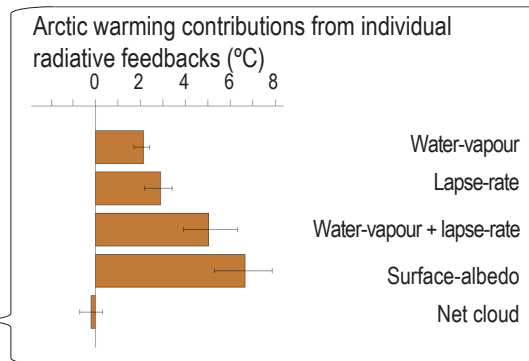 Arctic warming contributions from individual
radiative feedbacks (ºC)
0 2 4 6 8
Water-vapour
Lapse-rate
Water-vapour + lapse-rate
Surface-albedo
Net cloud